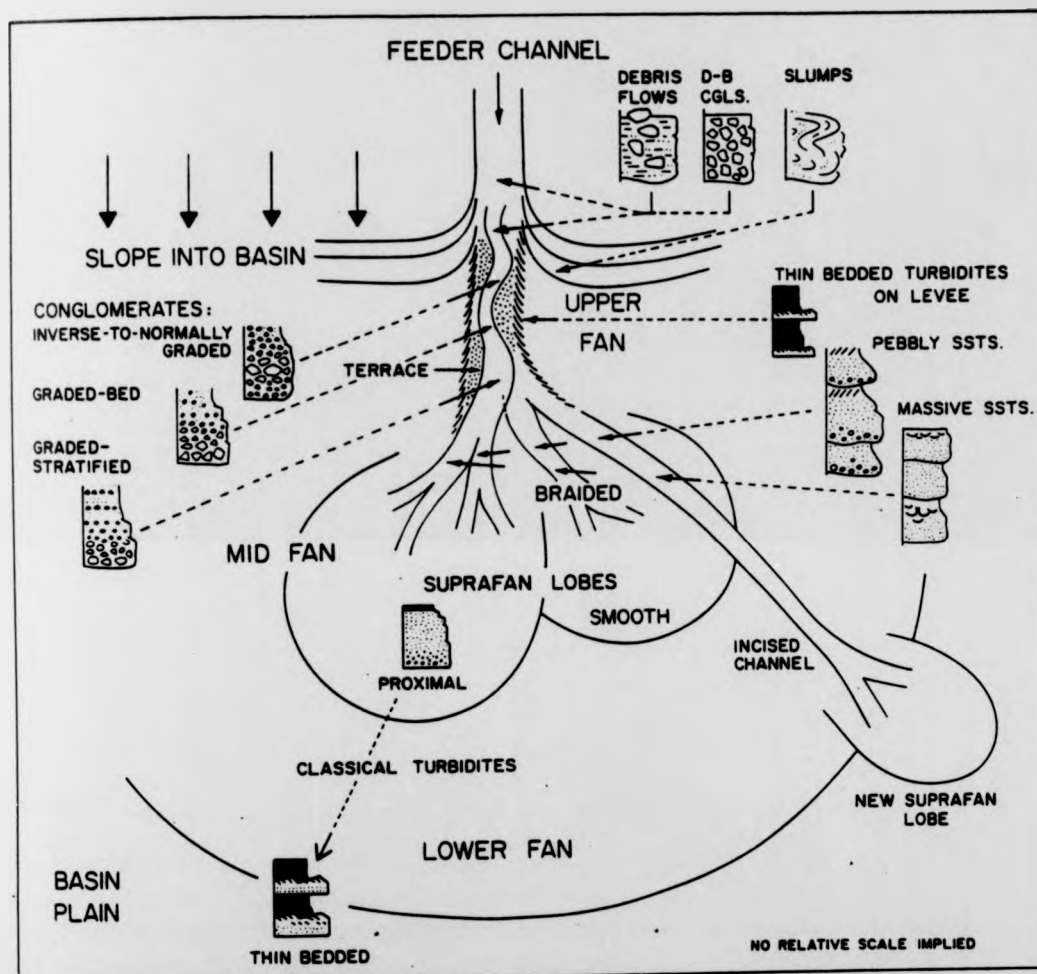 FEEDER CHANNEL
DEBRIS
FLOWS
D-B
CGLS.
SLUMPS
SLOPE INTO BASIN
THIN BEDDED TURBIDITES
ON LEVEE
UPPER
FAN
CONGLOMERATES:
INVERSE-TO-NORMALLY
GRADED
PEBBLY SSTS.
TERRACE
GRADED-BED
MASSIVE SSTS.
GRADED-
STRATIFIED
BRAIDED
MID FAN
SUPRAFAN LOBES
SMOOTH
INCISED
CHANNEL
PROXIMAL
CLASSICAL TURBIDITES
NEW SUPRAFAN
LOBE
LOWER FAN
BASIN
PLAIN
THIN BEDDED
NO RELATIVE SCALE IMPLIED